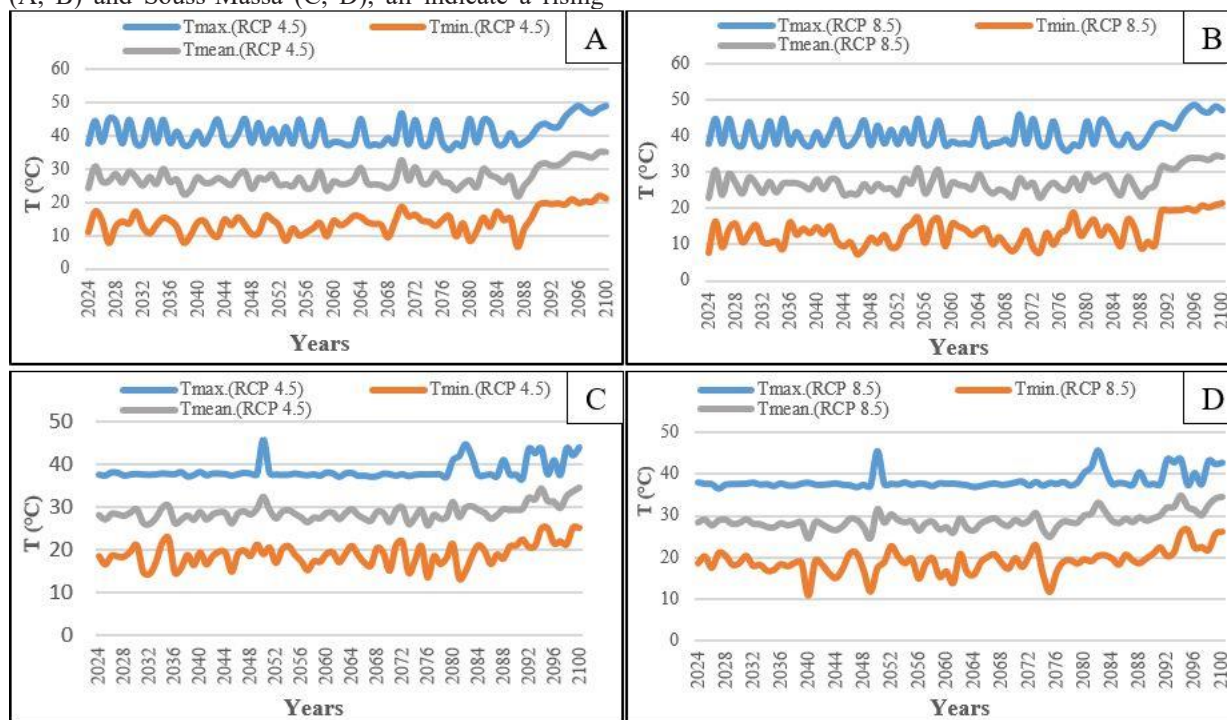 (A, B) and Souss-Massa (C, D), all indicate a rising
Tmax.(RCP 4.5) Tmin.(RCP 4.5) A
Tmean.(RCP 4.5)
60
50
40
30
20
10
0
T (°C)
2024 2028 2032 2036 2040 2044 2048 2052 2056 2060 2064 2068 2072 2076 2080 2084 2088 2092 2096 2100
Years
Tmax.(RCP 8.5) Tmin.(RCP 8.5) B
Tmean.(RCP 8.5)
60
50
40
30
20
10
0
T (°C)
2024 2028 2032 2036 2040 2044 2048 2052 2056 2060 2064 2068 2072 2076 2080 2084 2088 2092 2096 2100
Years
Tmax.(RCP 4.5) Tmin.(RCP 4.5) C
Tmean.(RCP 4.5)
50
40
30
20
10
0
T (°C)
2024 2028 2032 2036 2040 2044 2048 2052 2056 2060 2064 2068 2072 2076 2080 2084 2088 2092 2096 2100
Years
Tmax.(RCP 8.5) Tmin.(RCP 8.5) D
Tmean.(RCP 8.5)
50
40
30
20
10
0
T (°C)
2024 2028 2032 2036 2040 2044 2048 2052 2056 2060 2064 2068 2072 2076 2080 2084 2088 2092 2096 2100
Years